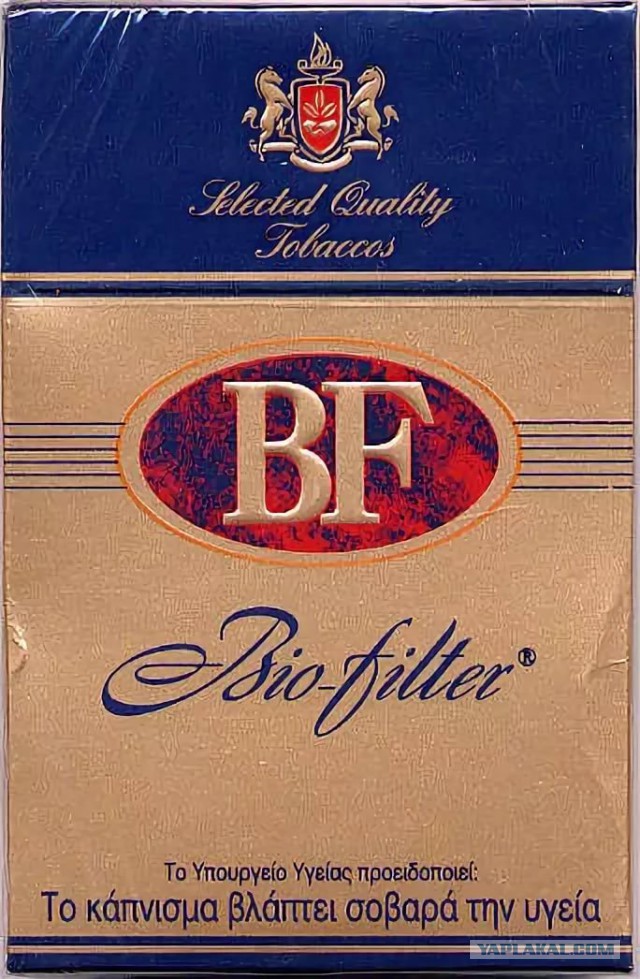 Selected Quality
Tobaccos
BF
Bio-filter®
Το Υπουργείο Υγείας προειδοποιεί:
Το κάπνισμα βλάπτει σοβαρά την υγεία
YAPLAKAL.COM